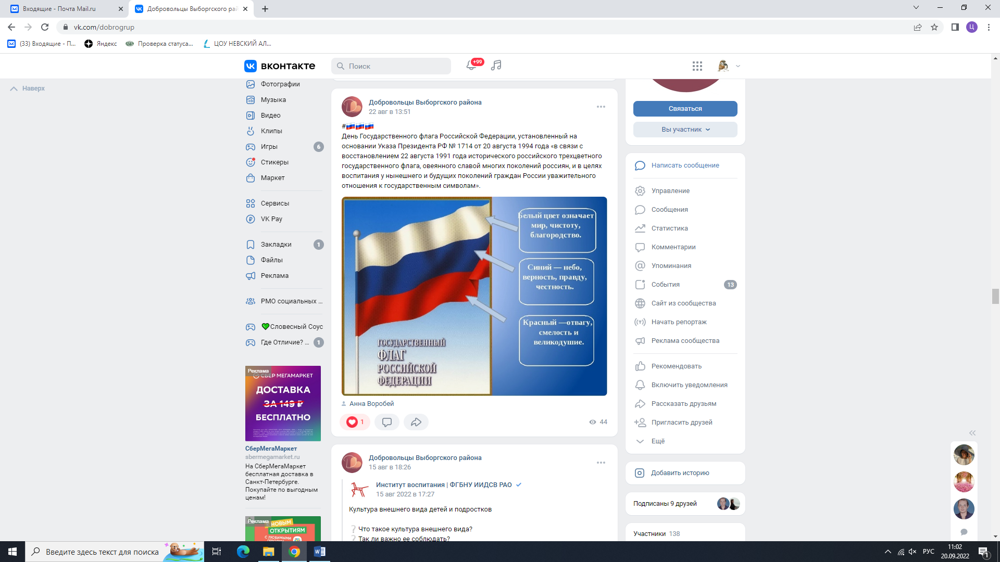 Входящие - Почта Mail.ru
Добровольцы Выборгского рай
vk.com/dobrogrup
Ц
(33) Входящие - П...
Яндекс
Проверка статуса...
ЦОУ НЕВСКИЙ АЛ...
вконтакте
Поиск
+99
Наверх
Фотографии
Музыка
Видео
Клипы
Игры
6
Стикеры
Маркет
Сервисы
VK Pay
Закладки
1
Файлы
Реклама
РМО социальных ...
Словесный Соус
Где Отличие? ...
1
Реклама
СБЕР МЕГАМАРКЕТ
ДОСТАВКА
ЗА 149 ₽
БЕСПЛАТНО
СберМегаМаркет
sbermegamarket.ru
На СберМегаМаркет
бесплатная доставка в
Санкт-Петербурге.
Покупайте по выгодным
ценам!
Реклама
К НОВЫМ
ОТКРЫТИЯМ
С ЛЮБИМЫМИ
Добровольцы Выборгского района
22 авг в 13:51
#🇷🇺🇷🇺🇷🇺
День Государственного флага Российской Федерации, установленный на
основании Указа Президента РФ № 1714 от 20 августа 1994 года «в связи с
восстановлением 22 августа 1991 года исторического российского трехцветного
государственного флага, овеянного славой многих поколений россиян, и в целях
воспитания у нынешнего и будущих поколений граждан России уважительного
отношения к государственным символам».
Белый цвет означает
мир, чистоту,
благородство.
Синий — небо,
верность, правду,
честность.
Красный —отвагу,
смелость и
великодушие.
ГОСУДАРСТВЕННЫЙ
ФЛАГ
РОССИЙСКОЙ
ФЕДЕРАЦИИ
Анна Воробей
1
44
Добровольцы Выборгского района
15 авг в 18:26
Институт воспитания | ФГБНУ ИИДСВ РАО
15 авг 2022 в 17:27
Культура внешнего вида детей и подростков
❔ Что такое культура внешнего вида?
❔ Так ли важно ее соблюдать?
Связаться
Вы участник
Написать сообщение
Управление
Сообщения
Статистика
Комментарии
Упоминания
События
13
Сайт из сообщества
Начать репортаж
Реклама сообщества
Рекомендовать
Включить уведомления
Рассказать друзьям
Пригласить друзей
Ещё
Добавить историю
Подписаны 9 друзей
Участники 138
Введите здесь текст для поиска
РУС
11:02
20.09.2022
1